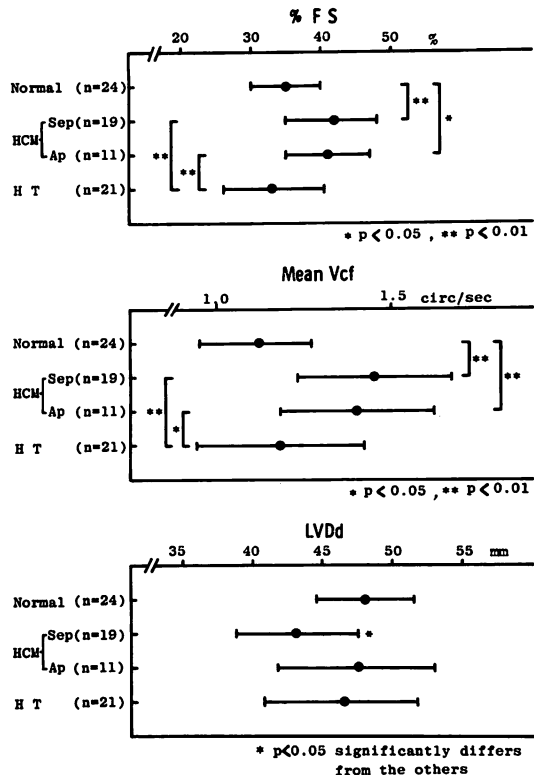 % F S
20 30 40 50 %
Normal (n=24)
**
Sep(n=19)
*
HCM
**
Ap (n=11)
**
H T (n=21)
* p<0.05 , ** p<0.01
Mean Vcf
1.0 1.5 circ/sec
Normal (n=24)
**
Sep(n=19)
**
HCM
**
Ap (n=11)
*
H T (n=21)
* p<0.05 , ** p<0.01
LVDd
35 40 45 50 55 mm
Normal (n=24)
Sep(n=19) *
HCM
Ap (n=11)
H T (n=21)
* p<0.05 significantly differs
from the others